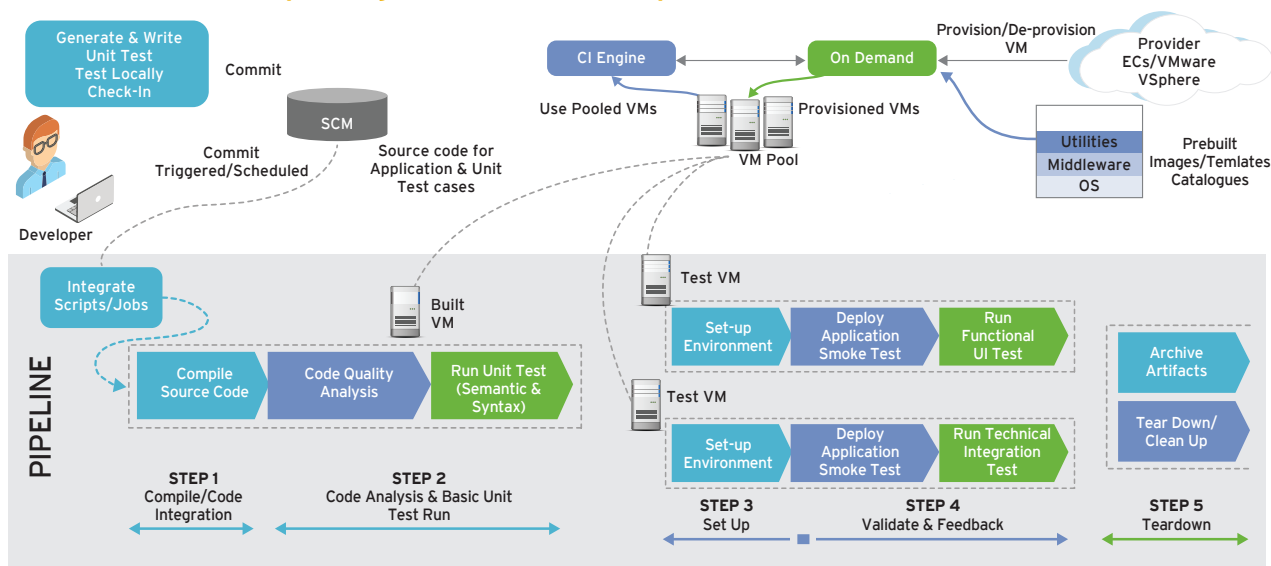 Generate & Write
Unit Test
Test Locally
Check-In
Commit
SCM
Commit
Triggered/Scheduled
Source code for
Application & Unit
Test cases
Developer
CI Engine
On Demand
Provision/De-provision
VM
Provider
ECs/VMware
VSphere
Use Pooled VMs
Provisioned VMs
VM Pool
Utilities
Middleware
OS
Prebuilt
Images/Temlates
Catalogues
PIPELINE
Integrate
Scripts/Jobs
Built
VM
Compile
Source Code
Code Quality
Analysis
Run Unit Test
(Semantic &
Syntax)
Test VM
Set-up
Environment
Deploy
Application
Smoke Test
Run
Functional
UI Test
Test VM
Set-up
Environment
Deploy
Application
Smoke Test
Run Technical
Integration
Test
Archive
Artifacts
Tear Down/
Clean Up
STEP 1
Compile/Code
Integration
STEP 2
Code Analysis & Basic Unit
Test Run
STEP 3
Set Up
STEP 4
Validate & Feedback
STEP 5
Teardown